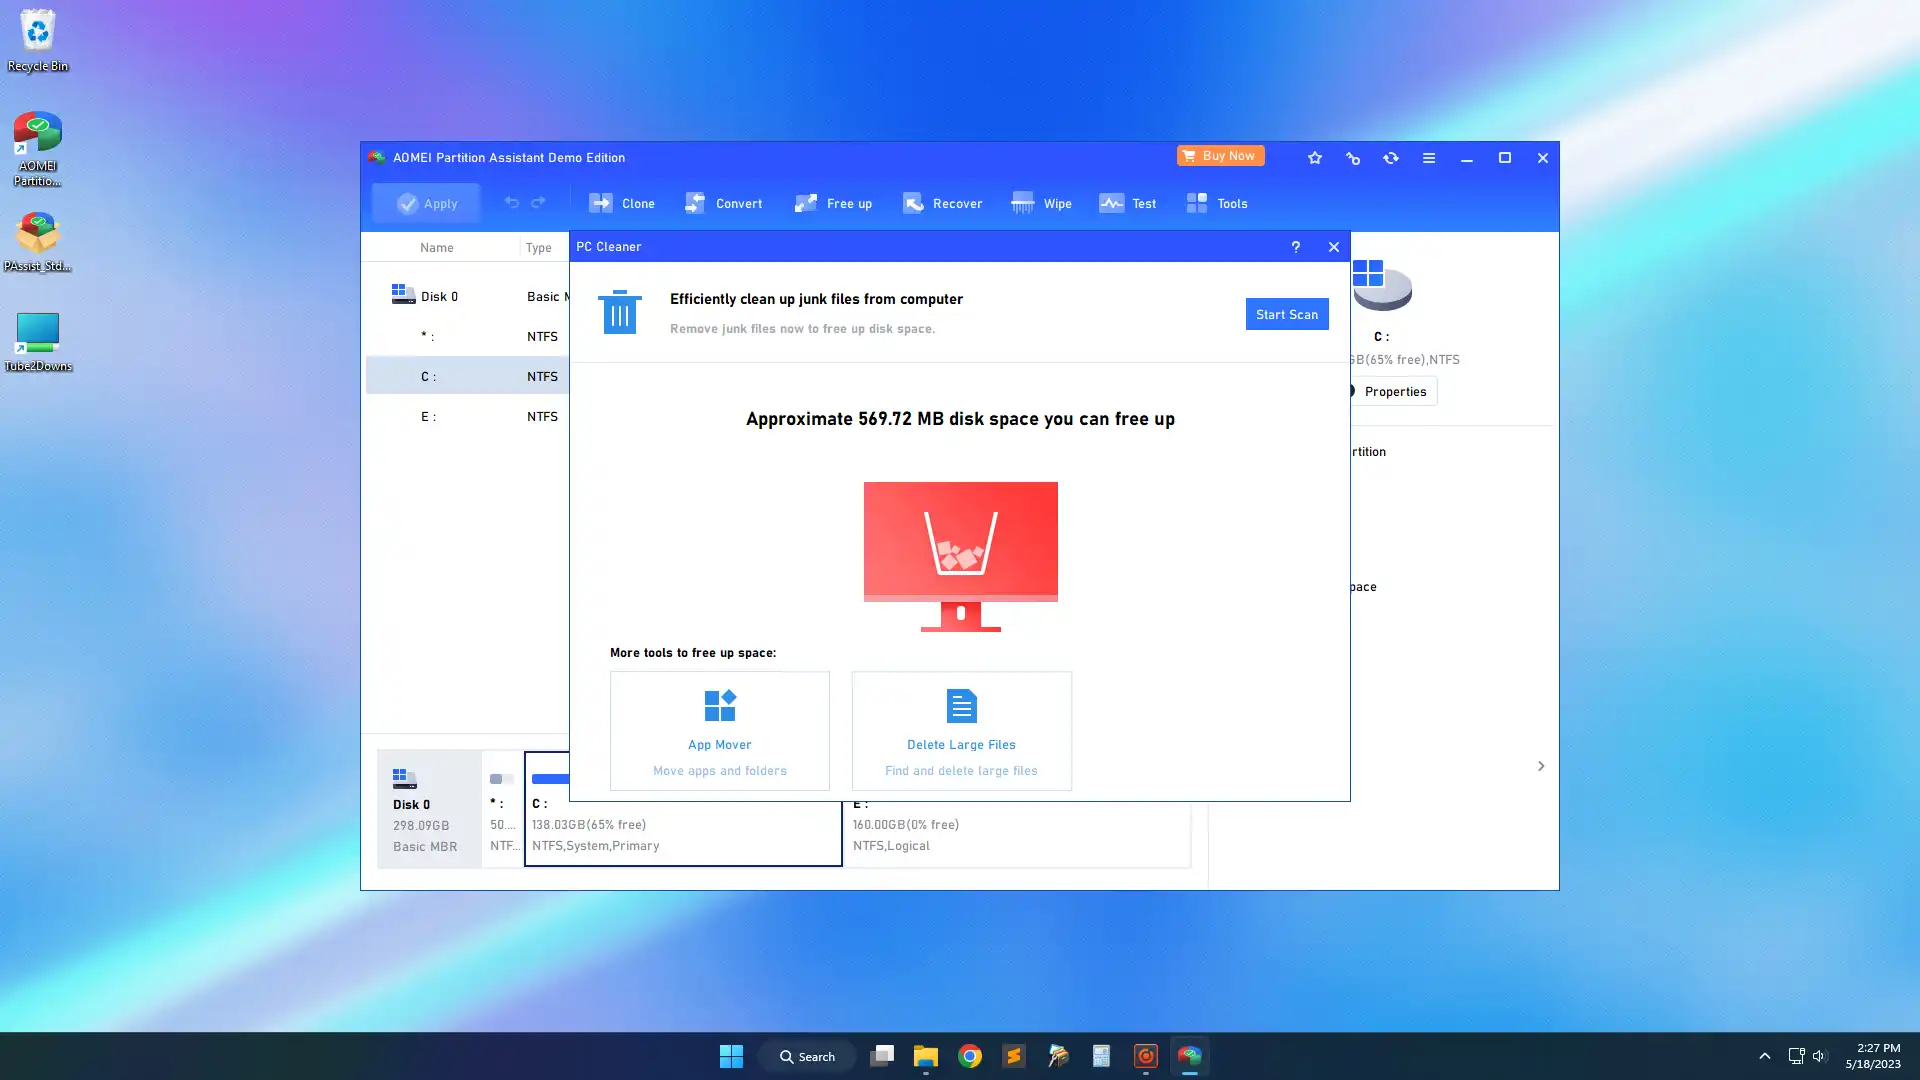 Recycle Bin
AOMEI
Partitio...
PAssist_Std...
Tube2Downs
AOMEI Partition Assistant Demo Edition
Buy Now
Apply
Clone
Convert
Free up
Recover
Wipe
Test
Tools
Name
Type
Disk 0
Basic M
* :
NTFS
C :
NTFS
E :
NTFS
PC Cleaner
?
Efficiently clean up junk files from computer
Remove junk files now to free up disk space.
Start Scan
Approximate 569.72 MB disk space you can free up
More tools to free up space:
App Mover
Move apps and folders
Delete Large Files
Find and delete large files
C :
GB(65% free),NTFS
Properties
rtition
pace
Disk 0
298.09GB
Basic MBR
* :
50....
NTF...
C :
138.03GB(65% free)
NTFS,System,Primary
E :
160.00GB(0% free)
NTFS,Logical
Search
2:27 PM
5/18/2023